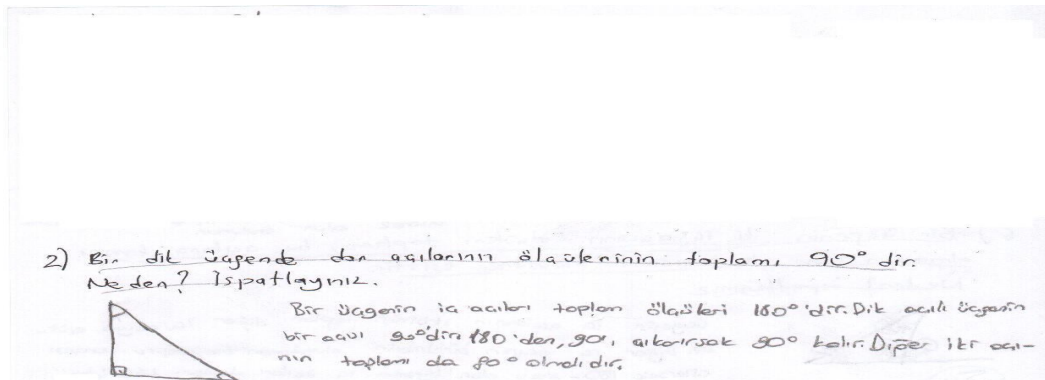 2) Bir dik üçgende dar açılarının ölçülerinin toplamı 90° dir.
Neden? İspatlayınız.
Bir üçgenin iç açıları toplam ölçüleri 180°'dir. Dik açılı üçgenin
bir açısı 90°'dir. 180'den, 90'ı, çıkarırsak 90° kalır. Diğer iki açı-
nın toplamı da 90° olmalıdır.